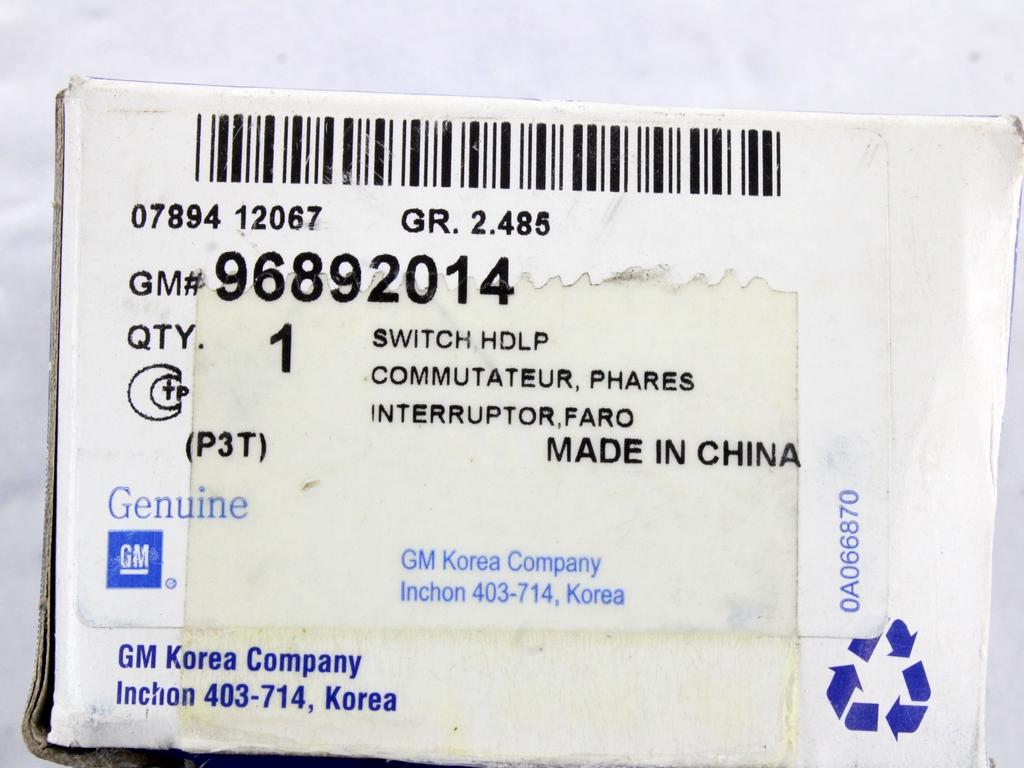 07894 12067 GR. 2.485
GM# 96892014
QTY. 1 SWITCH,HDLP
COMMUTATEUR, PHARES
INTERRUPTOR,FARO
(P3T) MADE IN CHINA
Genuine
GM ®
GM Korea Company
Inchon 403-714, Korea
0A066870
GM Korea Company
Inchon 403-714, Korea